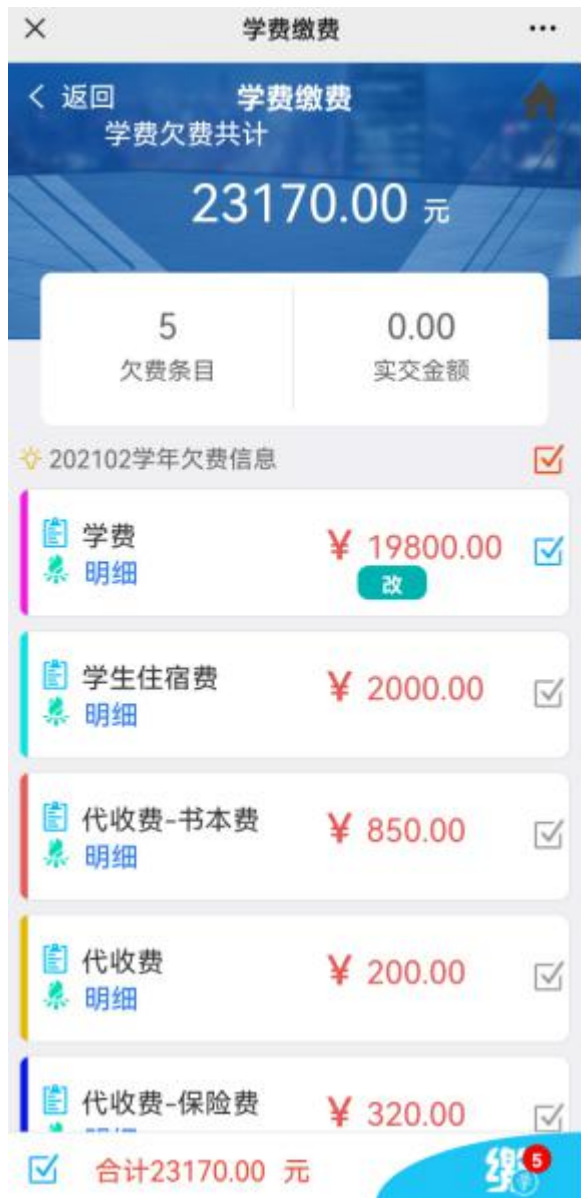 学费缴费
返回
学费缴费
学费欠费共计
23170.00 元
5
0.00
欠费条目
实交金额
202102学年欠费信息
学费
¥ 19800.00
明细
改
学生住宿费
¥ 2000.00
明细
代收费-书本费
¥ 850.00
明细
代收费
¥ 200.00
明细
代收费-保险费
¥ 320.00
合计23170.00 元
缴
5